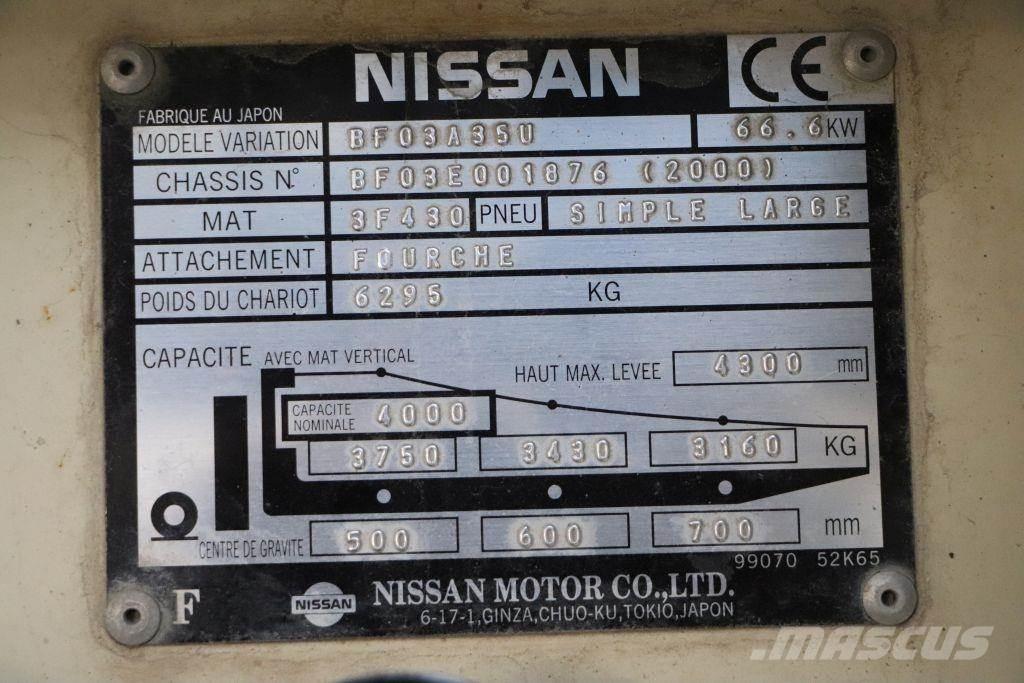 NISSAN CE
FABRIQUE AU JAPON
MODELE VARIATION BF03A35U 66.6 KW
CHASSIS N° BF03E001876 (2000)
MAT 3F430 PNEU SIMPLE LARGE
ATTACHEMENT FOURCHE
POIDS DU CHARIOT 6295 KG
CAPACITE AVEC MAT VERTICAL
HAUT MAX. LEVEE 4300 mm
CAPACITE NOMINALE 4000
3750 3430 3160 KG
CENTRE DE GRAVITE 500 600 700 mm
99070 52K65
F NISSAN NISSAN MOTOR CO.,LTD.
6-17-1,GINZA,CHUO-KU,TOKIO,JAPON
MASCUS